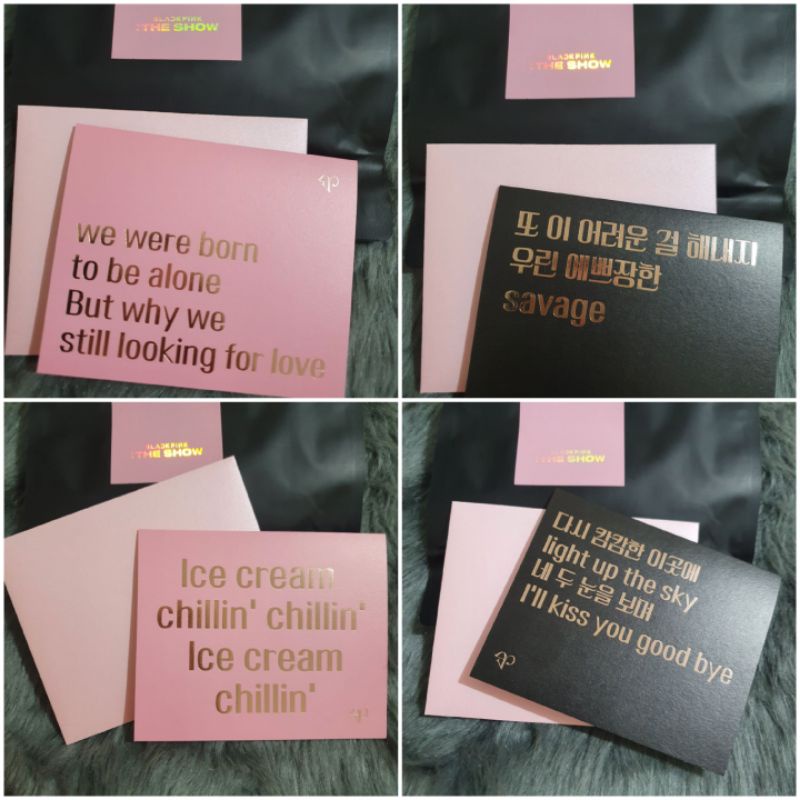 BLACKPINK
:THE SHOW
we were born
to be alone
But why we
still looking for love
BLACKPINK
:THE SHOW
또 이 어려운 걸 해내지
우린 예쁘장한
savage
BLACKPINK
:THE SHOW
Ice cream
chillin' chillin'
Ice cream
chillin'
BLACKPINK
:THE SHOW
다시 캄캄한 이곳에
light up the sky
네 두 눈을 보며
I'll kiss you good bye